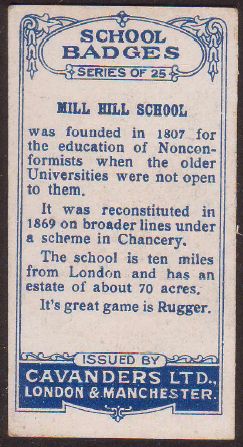 SCHOOL
BADGES
SERIES OF 25
MILL HILL SCHOOL
was founded in 1807 for
the education of Noncon-
formists when the older
Universities were not open
to them.
It was reconstituted in
1869 on broader lines under
a scheme in Chancery.
The school is ten miles
from London and has an
estate of about 70 acres.
It's great game is Rugger.
ISSUED BY
CAVANDERS LTD.,
LONDON & MANCHESTER.